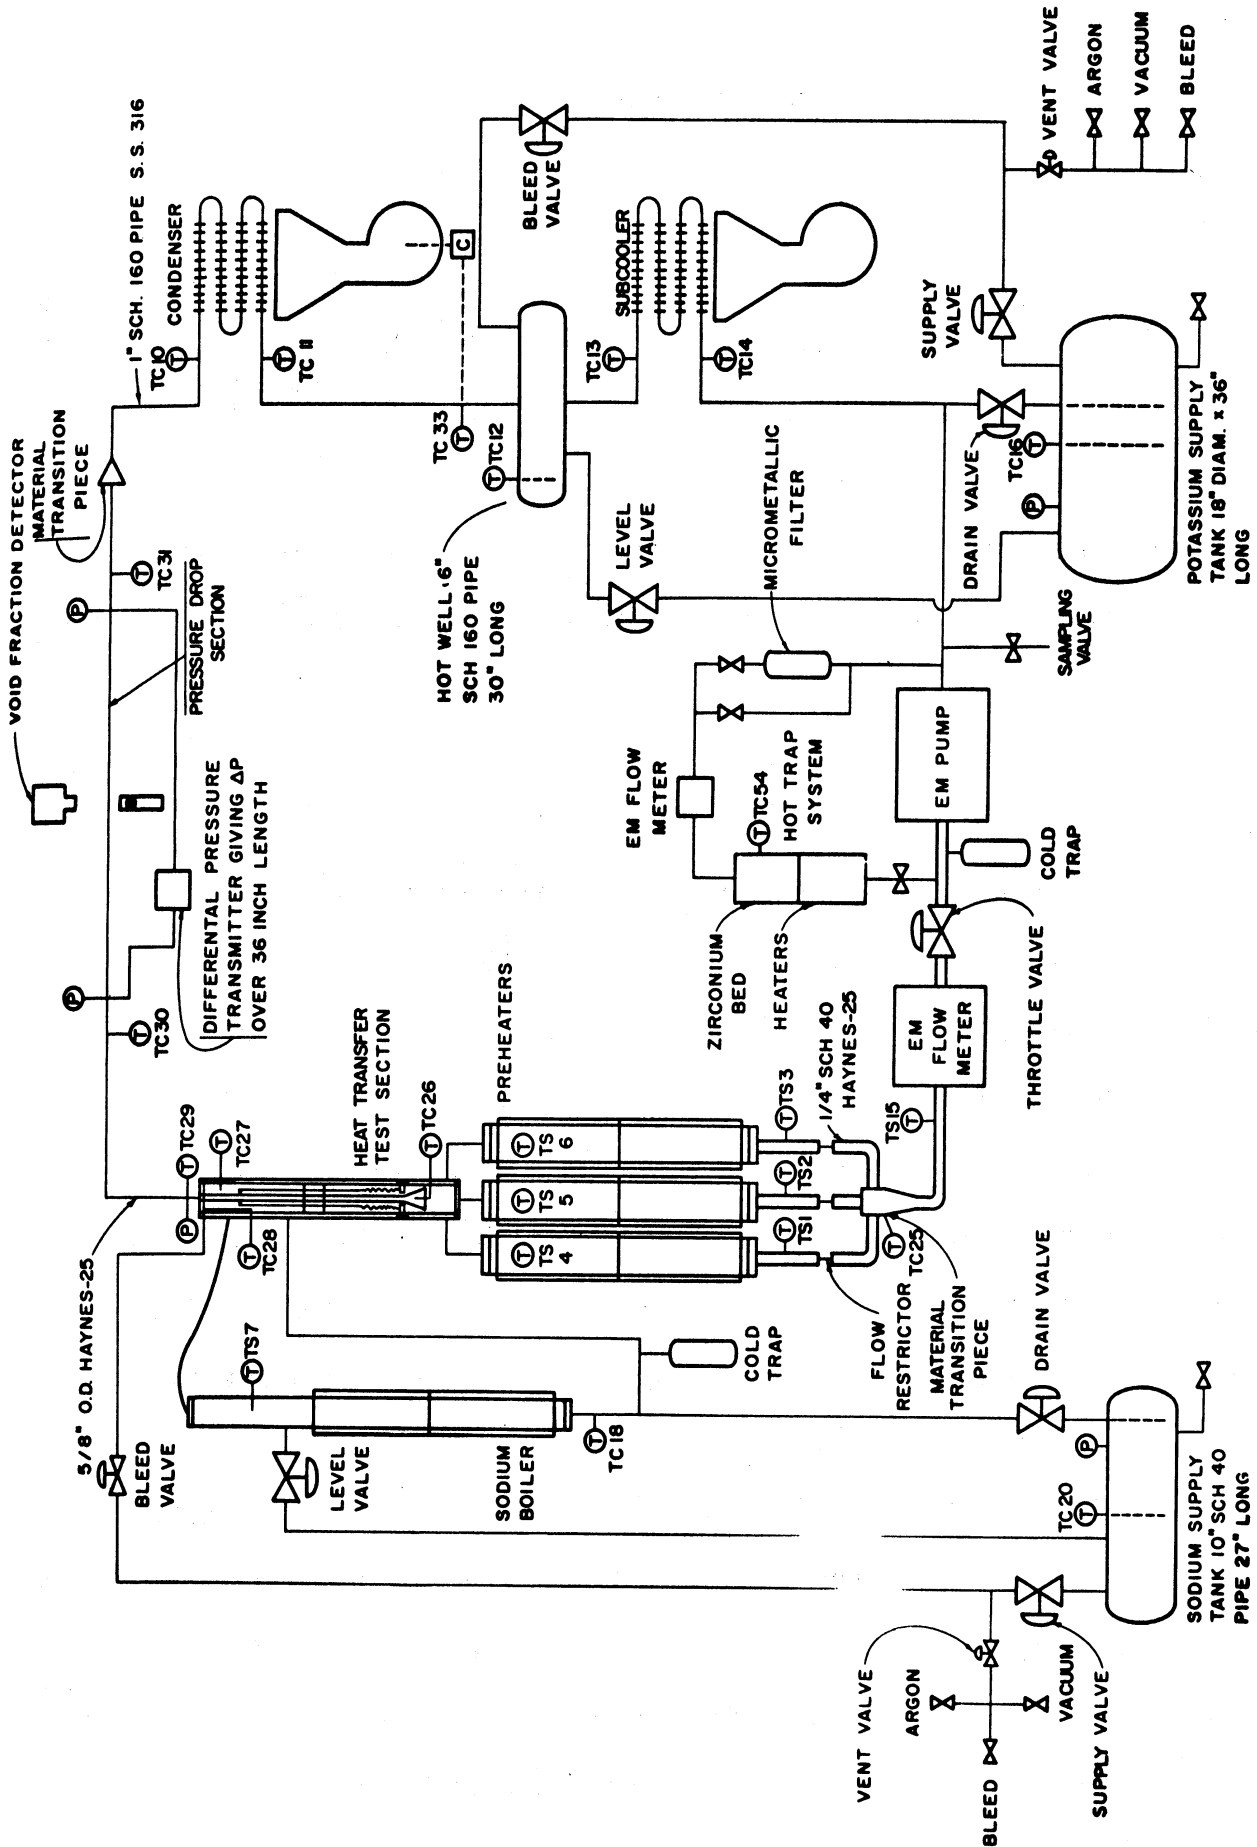 VOID FRACTION DETECTOR
MATERIAL
TRANSITION
PIECE
1" SCH. 160 PIPE S.S. 316
TC10
T
CONDENSER
T
TC 11
C
TC 33
T
P
T
TC31
PRESSURE DROP
SECTION
DIFFERENTAL PRESSURE
TRANSMITTER GIVING ΔP
OVER 36 INCH LENGTH
P
T
TC30
HOT WELL 6"
SCH 160 PIPE
30" LONG
T
TC12
BLEED
VALVE
SUBCOOLER
TC13
T
T
TC14
LEVEL
VALVE
MICROMETALLIC
FILTER
SUPPLY
VALVE
DRAIN VALVE
VENT VALVE
ARGON
VACUUM
BLEED
TC16
T
P
POTASSIUM SUPPLY
TANK 18" DIAM. x 36"
LONG
SAMPLING
VALVE
EM PUMP
EM FLOW
METER
T
TC54
HOT TRAP
SYSTEM
ZIRCONIUM
BED
HEATERS
COLD
TRAP
THROTTLE VALVE
EM
FLOW
METER
TS15
T
5/8" O.D. HAYNES-25
P
T
TC29
T
TC27
T
TC28
HEAT TRANSFER
TEST SECTION
T
TC26
PREHEATERS
T
TS
6
T
TS
5
T
TS
4
T
TS3
T
TS2
T
TS1
1/4" SCH 40
HAYNES-25
T
TC25
FLOW
RESTRICTOR
MATERIAL
TRANSITION
PIECE
BLEED
VALVE
T
TS7
LEVEL
VALVE
SODIUM
BOILER
T
TC18
COLD
TRAP
DRAIN VALVE
P
TC20
T
SODIUM SUPPLY
TANK 10" SCH 40
PIPE 27" LONG
VENT VALVE
ARGON
BLEED
VACUUM
SUPPLY VALVE